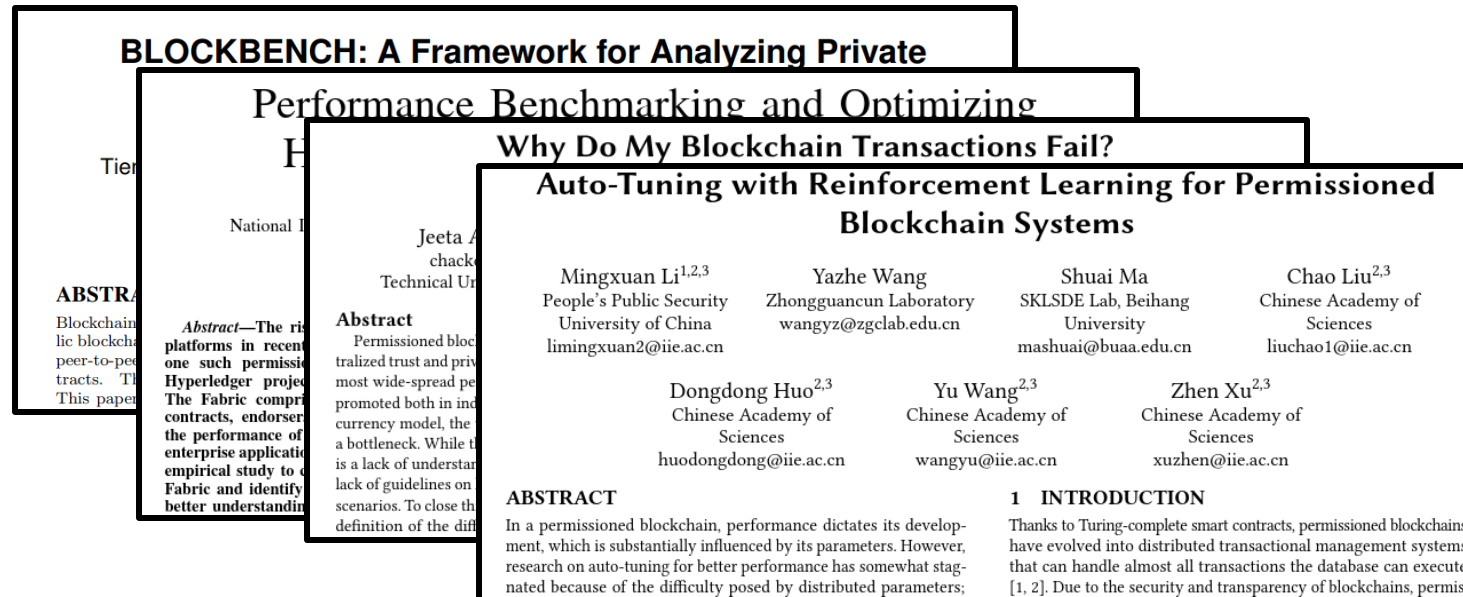 BLOCKBENCH: A Framework for Analyzing Private
Tier
ABSTRA
Blockchain
lic blockcha
peer-to-pee
tracts. Th
This paper
Performance Benchmarking and Optimizing
H
National I
Abstract—The ris
platforms in recent
one such permissio
Hyperledger projec
The Fabric compri
contracts, endorser
the performance of
enterprise applicatio
empirical study to c
Fabric and identify
better understandin
Why Do My Blockchain Transactions Fail?
Jeeta A
chacko
Technical Un
Abstract
Permissioned bloc
tralized trust and priv
most wide-spread pe
promoted both in ind
currency model, the
a bottleneck. While th
is a lack of understan
lack of guidelines on
scenarios. To close th
definition of the diff
Auto-Tuning with Reinforcement Learning for Permissioned
Blockchain Systems
Mingxuan Li1,2,3
People's Public Security
University of China
limingxuan2@iie.ac.cn
Yazhe Wang
Zhongguancun Laboratory
wangyz@zgclab.edu.cn
Shuai Ma
SKLSDE Lab, Beihang
University
mashuai@buaa.edu.cn
Chao Liu2,3
Chinese Academy of
Sciences
liuchao1@iie.ac.cn
Dongdong Huo2,3
Chinese Academy of
Sciences
huodongdong@iie.ac.cn
Yu Wang2,3
Chinese Academy of
Sciences
wangyu@iie.ac.cn
Zhen Xu2,3
Chinese Academy of
Sciences
xuzhen@iie.ac.cn
ABSTRACT
In a permissioned blockchain, performance dictates its develop-
ment, which is substantially influenced by its parameters. However,
research on auto-tuning for better performance has somewhat stag-
nated because of the difficulty posed by distributed parameters;
1 INTRODUCTION
Thanks to Turing-complete smart contracts, permissioned blockchains
have evolved into distributed transactional management systems
that can handle almost all transactions the database can execute
[1, 2]. Due to the security and transparency of blockchains, permis